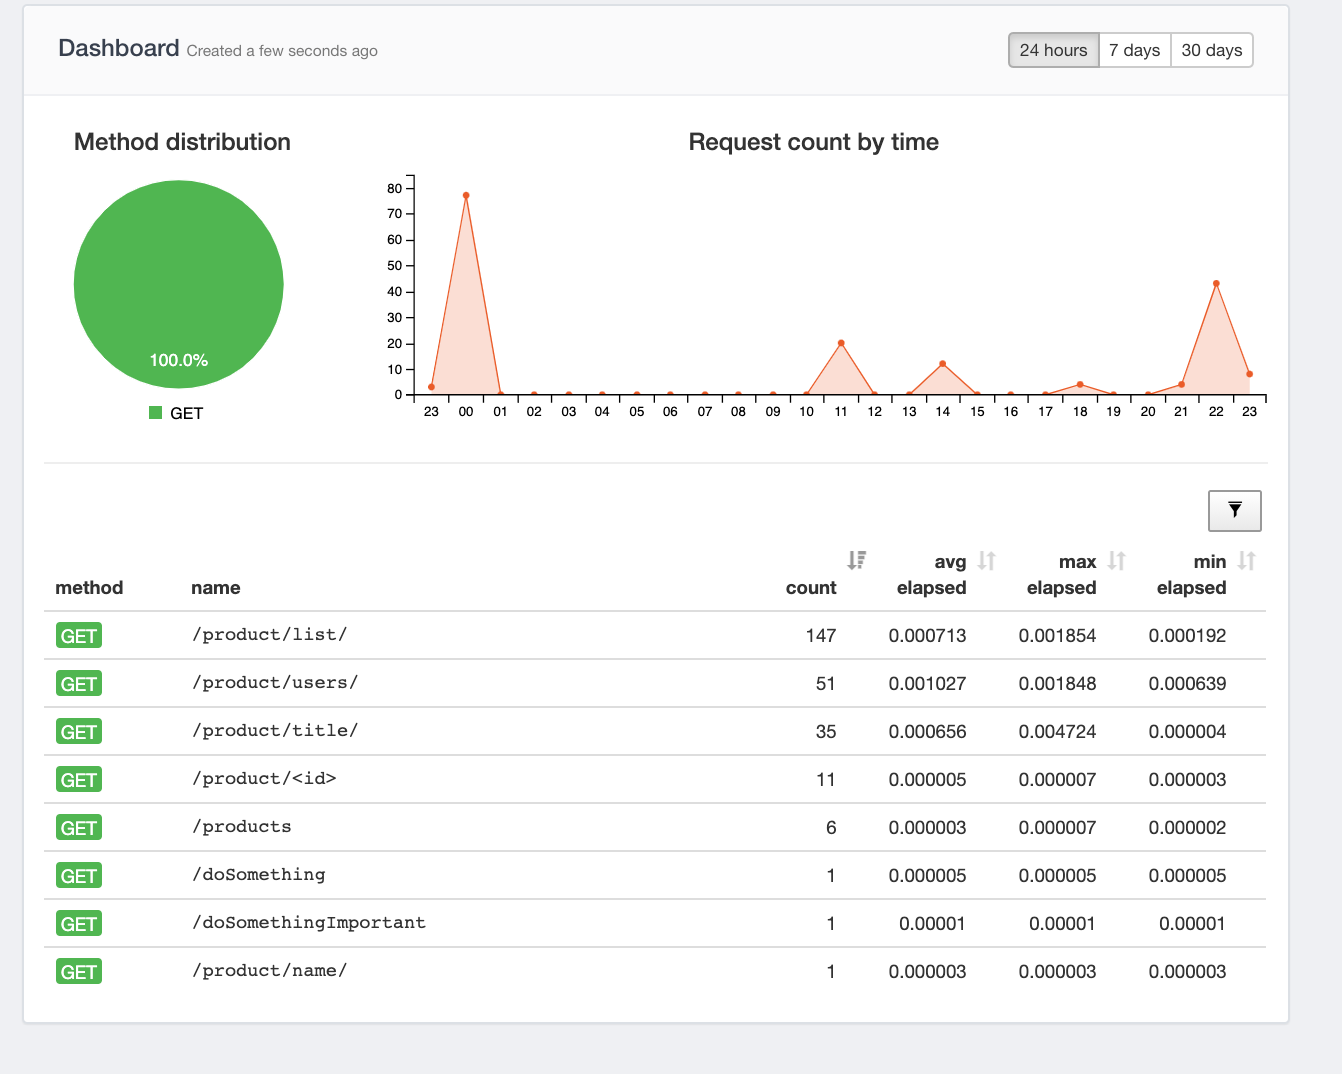 Dashboard Created a few seconds ago
24 hours 7 days 30 days
Method distribution
100.0%
GET
Request count by time
80
70
60
50
40
30
20
10
0
23 00 01 02 03 04 05 06 07 08 09 10 11 12 13 14 15 16 17 18 19 20 21 22 23
method name count avg elapsed max elapsed min elapsed
GET /product/list/ 147 0.000713 0.001854 0.000192
GET /product/users/ 51 0.001027 0.001848 0.000639
GET /product/title/ 35 0.000656 0.004724 0.000004
GET /product/<id> 11 0.000005 0.000007 0.000003
GET /products 6 0.000003 0.000007 0.000002
GET /doSomething 1 0.000005 0.000005 0.000005
GET /doSomethingImportant 1 0.00001 0.00001 0.00001
GET /product/name/ 1 0.000003 0.000003 0.000003